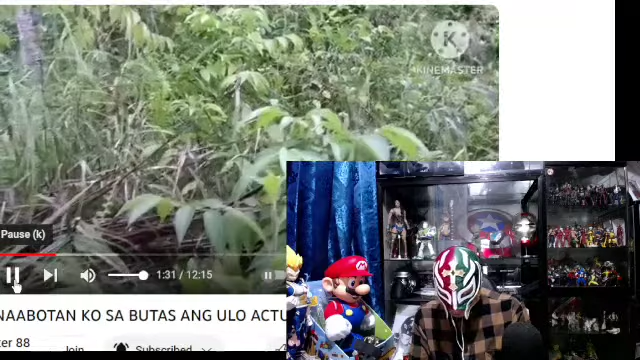 KINEMASTER
Pause (k)
1:31 / 12:15
NAABOTAN KO SA BUTAS ANG ULO ACTU
ter 88
Join
Subscribed